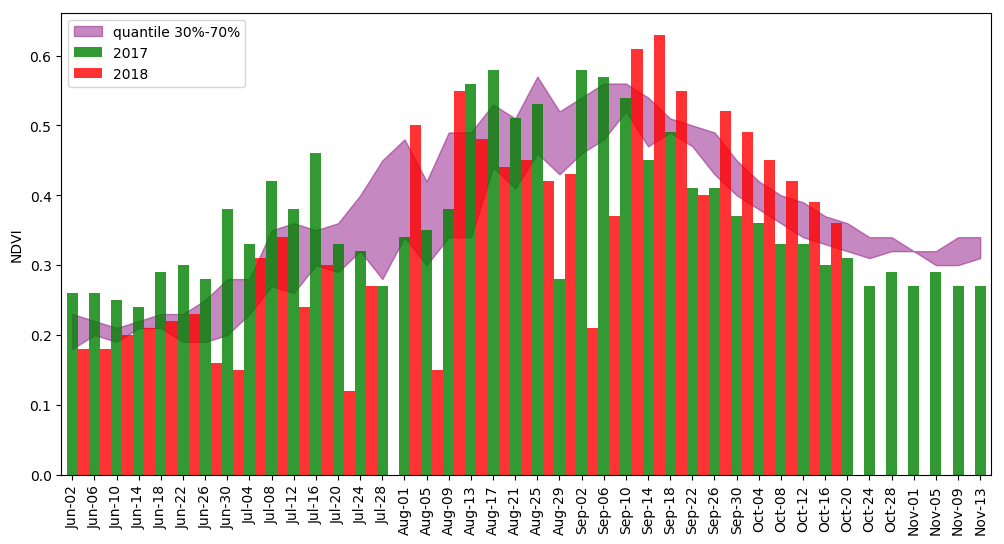 quantile 30%-70%
2017
2018
NDVI
0.6
0.5
0.4
0.3
0.2
0.1
0.0
Jun-02
Jun-06
Jun-10
Jun-14
Jun-18
Jun-22
Jun-26
Jun-30
Jul-04
Jul-08
Jul-12
Jul-16
Jul-20
Jul-24
Jul-28
Aug-01
Aug-05
Aug-09
Aug-13
Aug-17
Aug-21
Aug-25
Aug-29
Sep-02
Sep-06
Sep-10
Sep-14
Sep-18
Sep-22
Sep-26
Sep-30
Oct-04
Oct-08
Oct-12
Oct-16
Oct-20
Oct-24
Oct-28
Nov-01
Nov-05
Nov-09
Nov-13